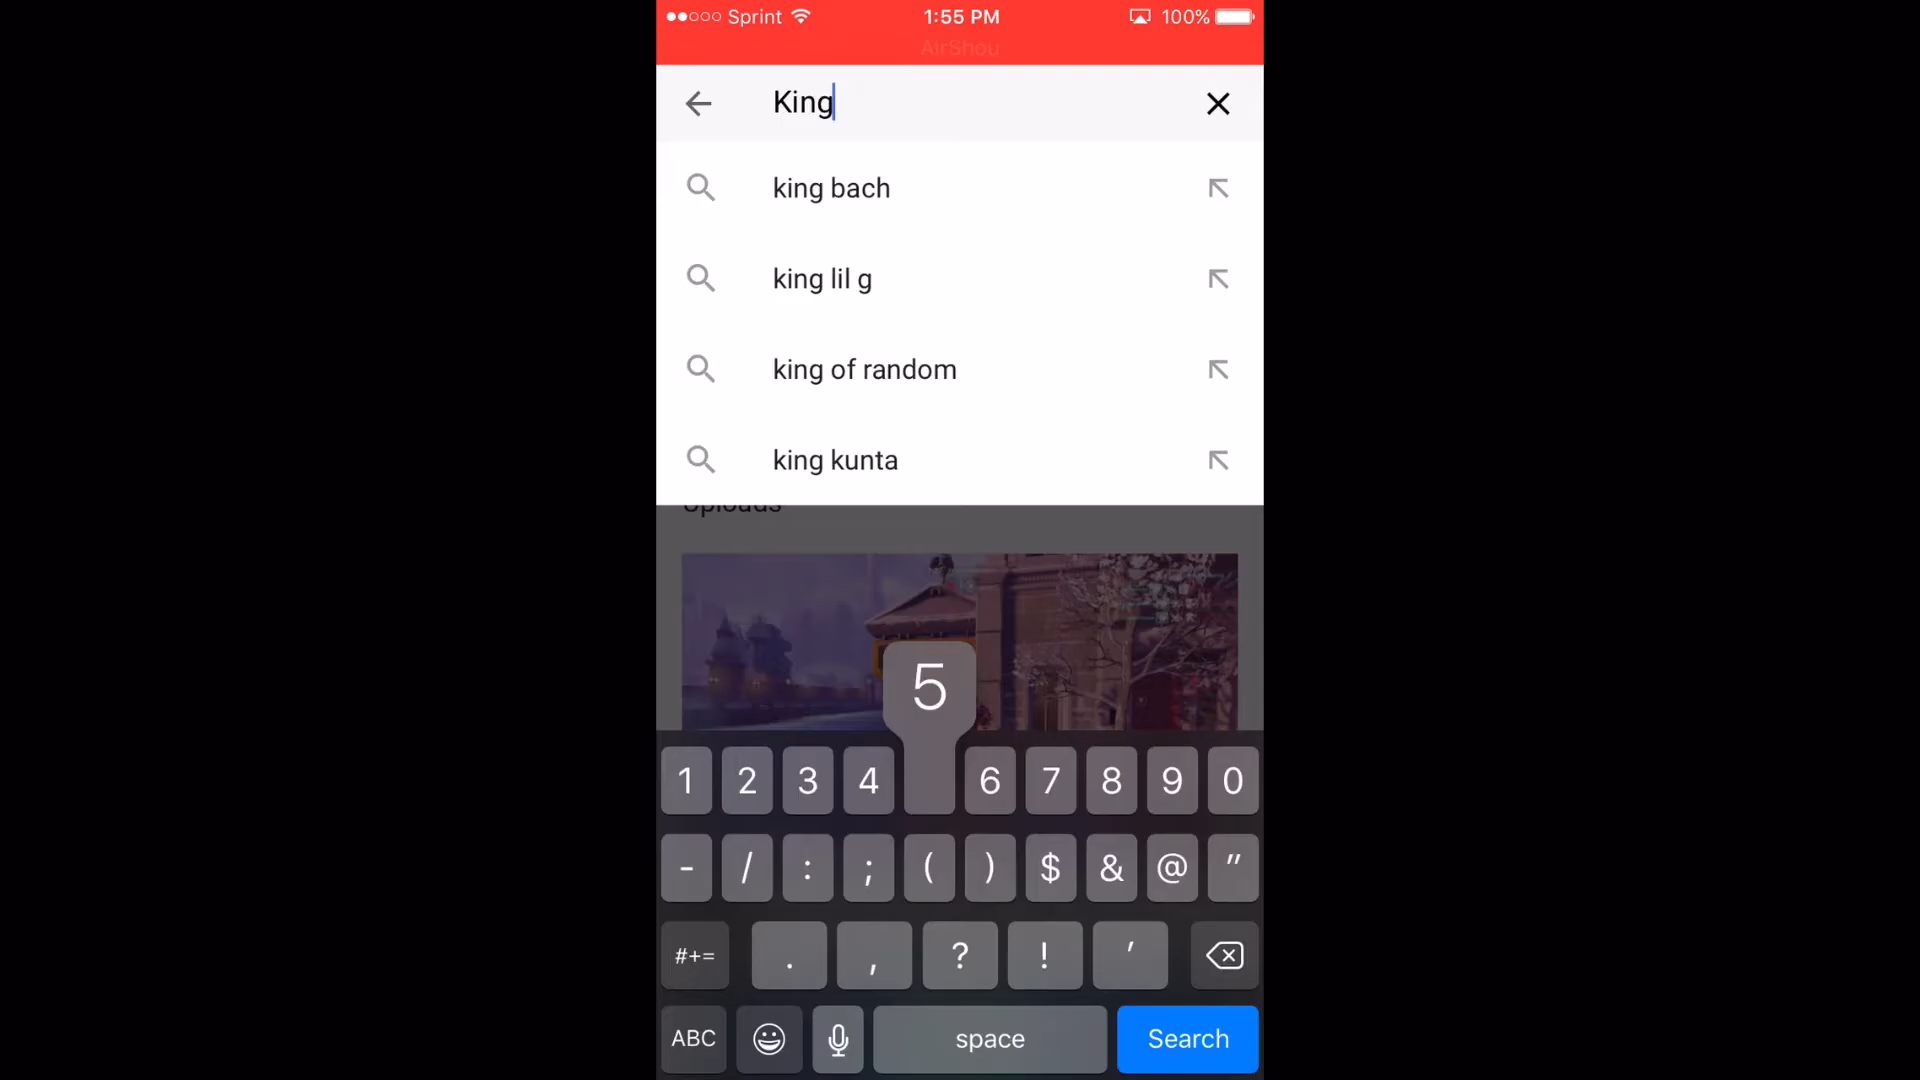 Sprint 1:55 PM 100%
AirShou
King
king bach
king lil g
king of random
king kunta
Uploads
5
1 2 3 4 6 7 8 9 0
- / : ; ( ) $ & @ "
#+= . , ? ! '
ABC space Search